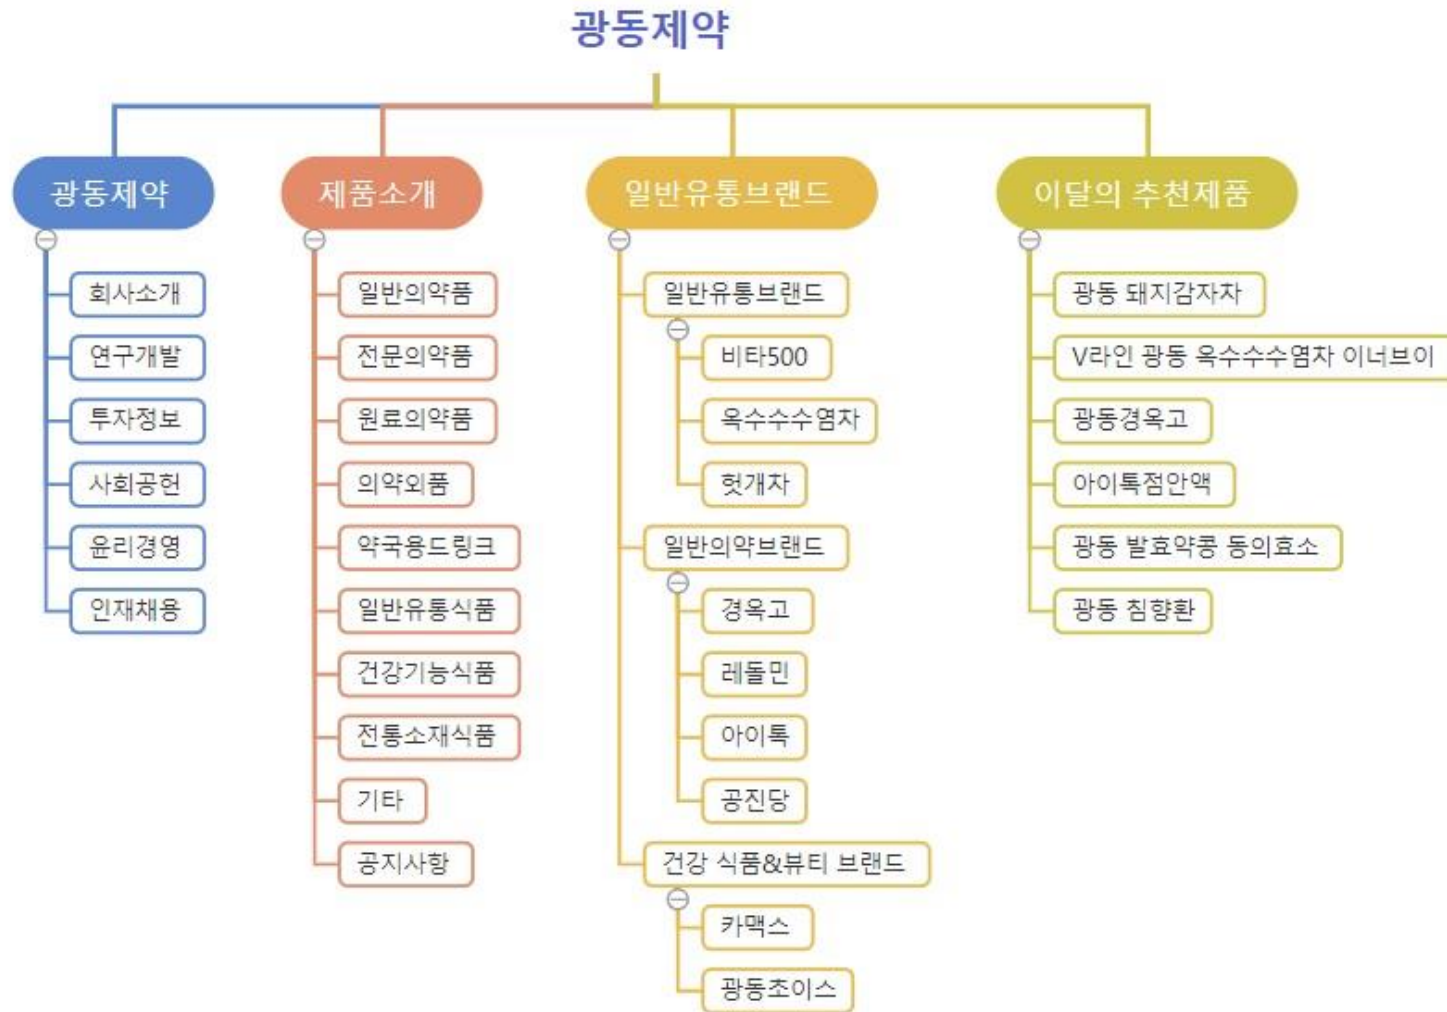 광동제약
광동제약
회사소개
연구개발
투자정보
사회공헌
윤리경영
인재채용
제품소개
일반의약품
전문의약품
원료의약품
의약외품
약국용드링크
일반유통식품
건강기능식품
전통소재식품
기타
공지사항
일반유통브랜드
일반유통브랜드
비타500
옥수수수염차
헛개차
일반의약브랜드
경옥고
레돌민
아이톡
공진당
건강 식품&뷰티 브랜드
카맥스
광동초이스
이달의 추천제품
광동 돼지감자차
V라인 광동 옥수수수염차 이너브이
광동경옥고
아이톡점안액
광동 발효약콩 동의효소
광동 침향환